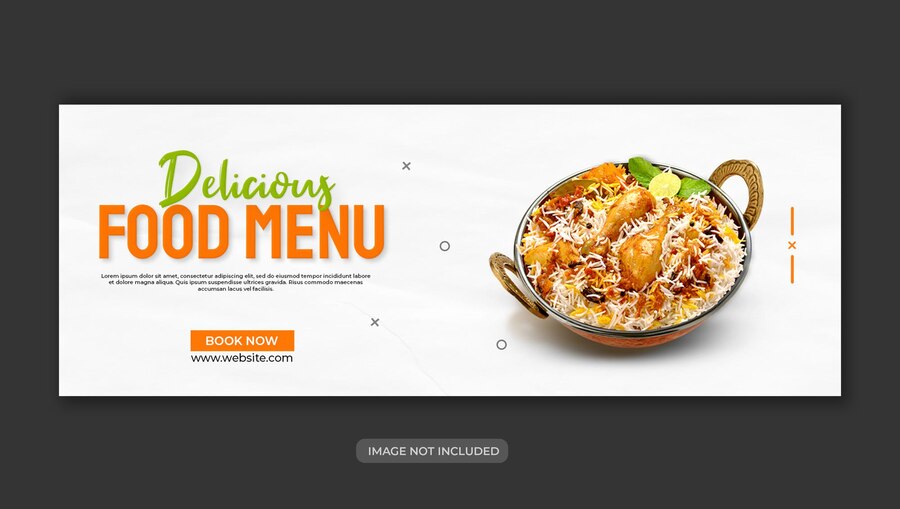 Delicious
FOOD MENU
Lorem ipsum dolor sit amet, consectetur adipiscing elit, sed do eiusmod tempor incididunt ut labore
et dolore magna aliqua. Quis ipsum suspendisse ultrices gravida. Risus commodo maecenas
accumsan lacus vel facilisis.
BOOK NOW
www.website.com
IMAGE NOT INCLUDED